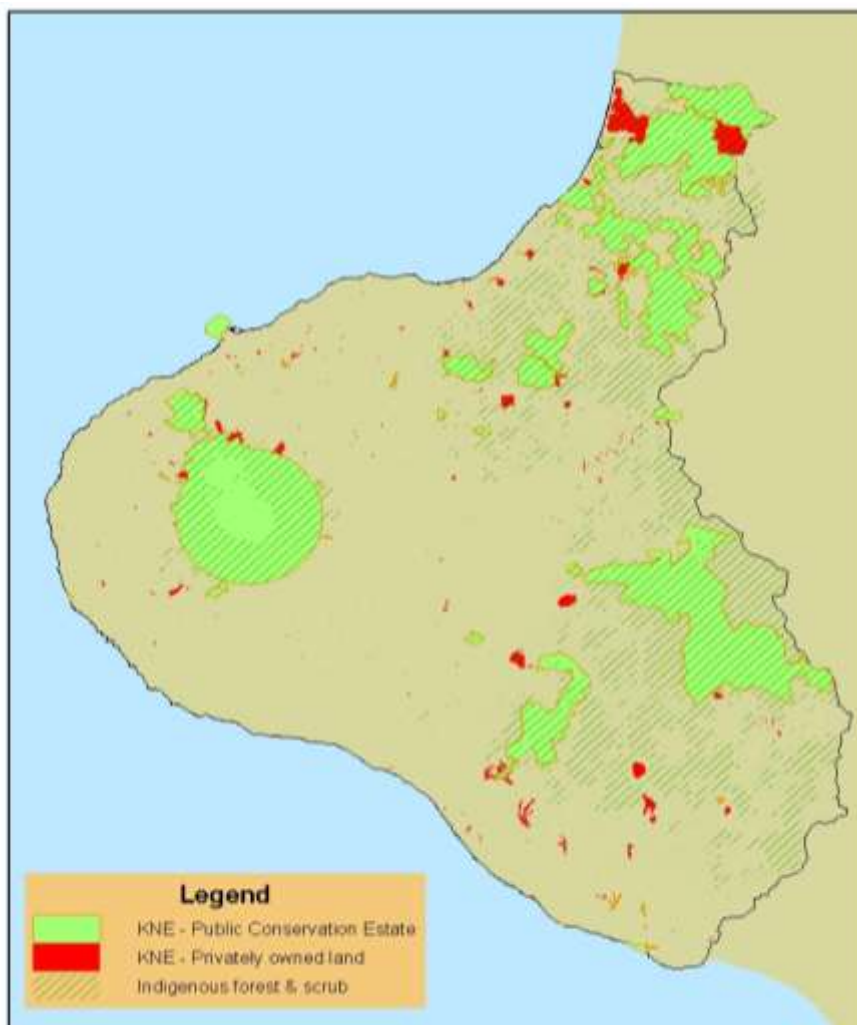 Legend
KNE - Public Conservation Estate
KNE - Privately owned land
Indigenous forest & scrub